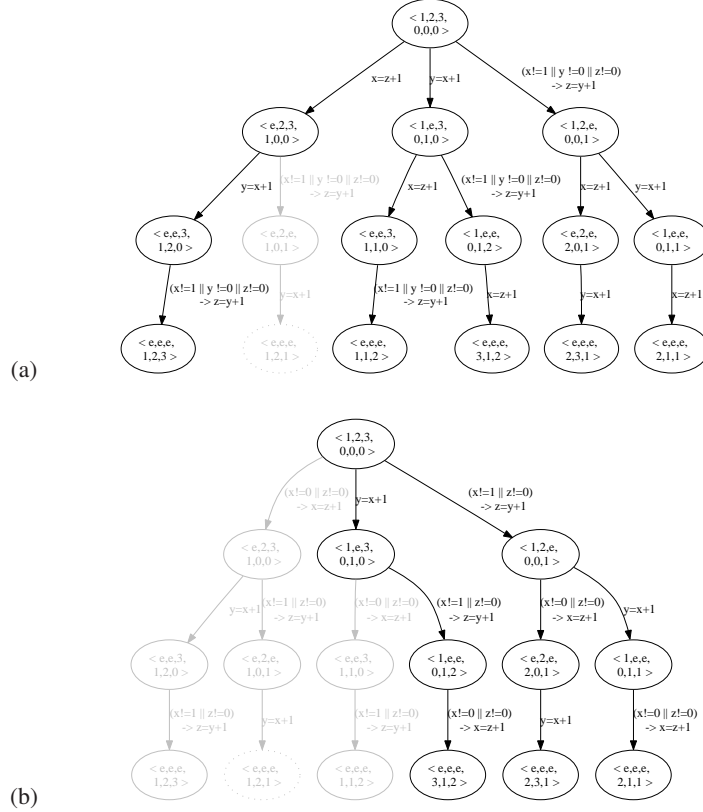 < 1,2,3,
0,0,0 >
x=z+1
y=x+1
(x!=1 || y !=0 || z!=0)
-> z=y+1
< e,2,3,
1,0,0 >
< 1,e,3,
0,1,0 >
< 1,2,e,
0,0,1 >
y=x+1
(x!=1 || y !=0 || z!=0)
-> z=y+1
x=z+1
(x!=1 || y !=0 || z!=0)
-> z=y+1
x=z+1
y=x+1
< e,e,3,
1,2,0 >
< e,2,e,
1,0,1 >
< e,e,3,
1,1,0 >
< 1,e,e,
0,1,2 >
< e,2,e,
2,0,1 >
< 1,e,e,
0,1,1 >
(x!=1 || y !=0 || z!=0)
-> z=y+1
y=x+1
(x!=1 || y !=0 || z!=0)
-> z=y+1
x=z+1
y=x+1
x=z+1
< e,e,e,
1,2,3 >
< e,e,e,
1,2,1 >
< e,e,e,
1,1,2 >
< e,e,e,
3,1,2 >
< e,e,e,
2,3,1 >
< e,e,e,
2,1,1 >
(a)
< 1,2,3,
0,0,0 >
(x!=0 || z!=0)
-> x=z+1
y=x+1
(x!=1 || z!=0)
-> z=y+1
< e,2,3,
1,0,0 >
< 1,e,3,
0,1,0 >
< 1,2,e,
0,0,1 >
y=x+1
(x!=1 || z!=0)
-> z=y+1
(x!=0 || z!=0)
-> x=z+1
(x!=1 || z!=0)
-> z=y+1
(x!=0 || z!=0)
-> x=z+1
y=x+1
< e,e,3,
1,2,0 >
< e,2,e,
1,0,1 >
< e,e,3,
1,1,0 >
< 1,e,e,
0,1,2 >
< e,2,e,
2,0,1 >
< 1,e,e,
0,1,1 >
(x!=1 || z!=0)
-> z=y+1
y=x+1
(x!=1 || z!=0)
-> z=y+1
(x!=0 || z!=0)
-> x=z+1
y=x+1
(x!=0 || z!=0)
-> x=z+1
< e,e,e,
1,2,3 >
< e,e,e,
1,2,1 >
< e,e,e,
1,1,2 >
< e,e,e,
3,1,2 >
< e,e,e,
2,3,1 >
< e,e,e,
2,1,1 >
(b)